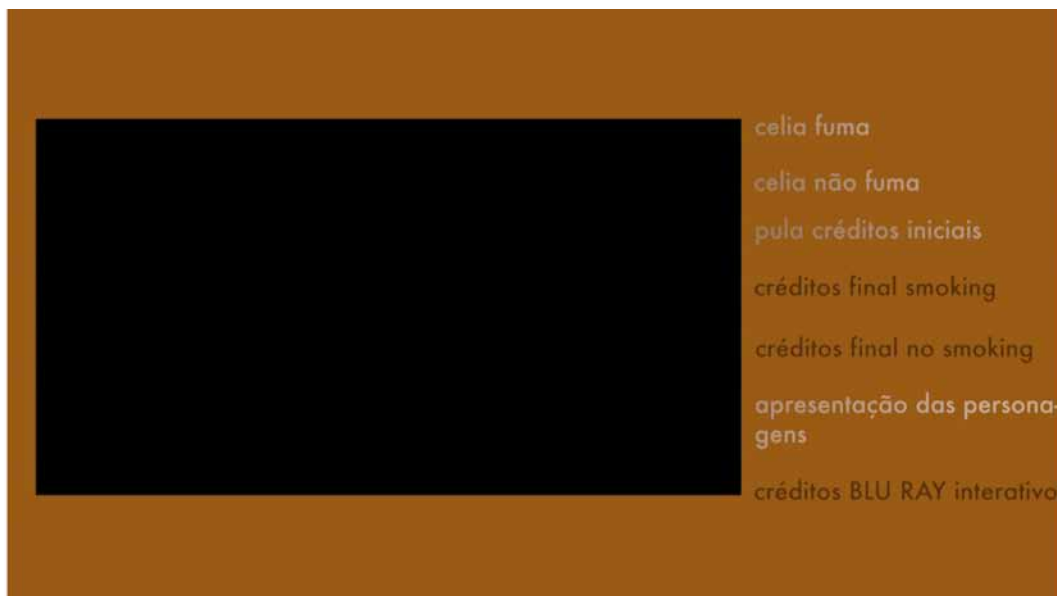 celia fuma
celia não fuma
pula créditos iniciais
créditos final smoking
créditos final no smoking
apresentação das persona-
gens
créditos BLU RAY interativo